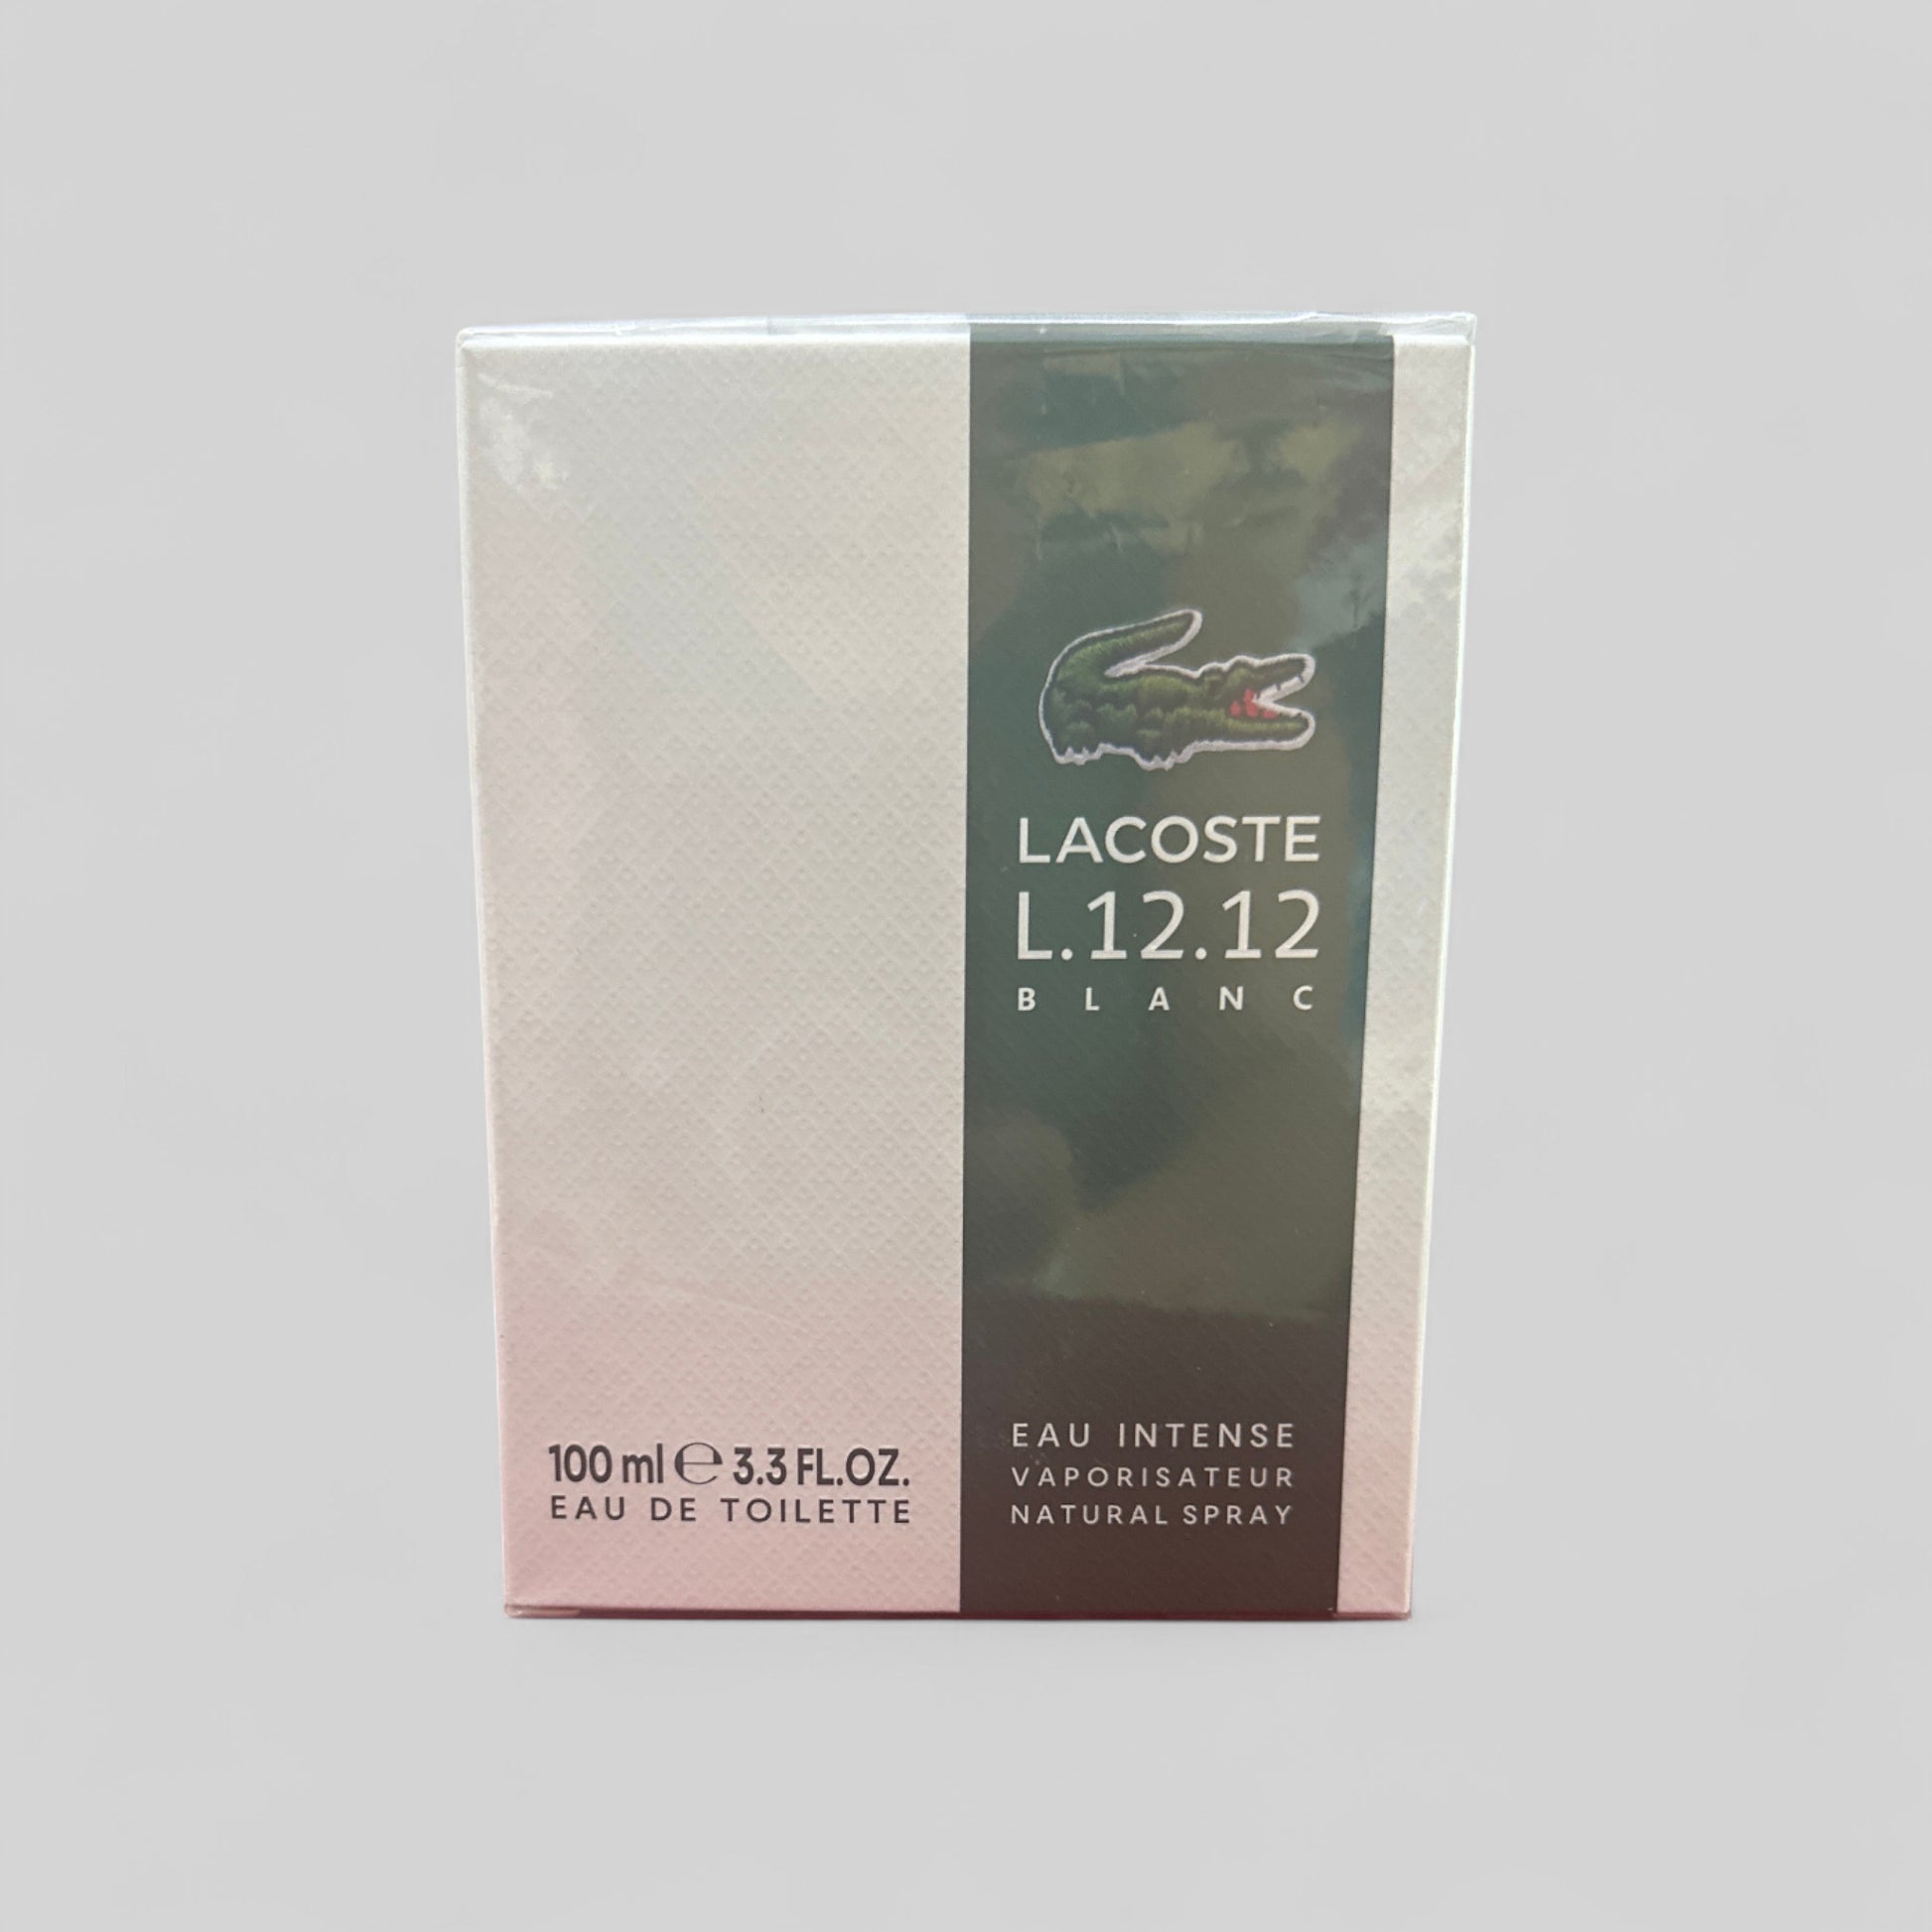 LACOSTE
L.12.12
BLANC
100 ml ℮ 3.3 FL.OZ.
EAU DE TOILETTE
EAU INTENSE
VAPORISATEUR
NATURAL SPRAY